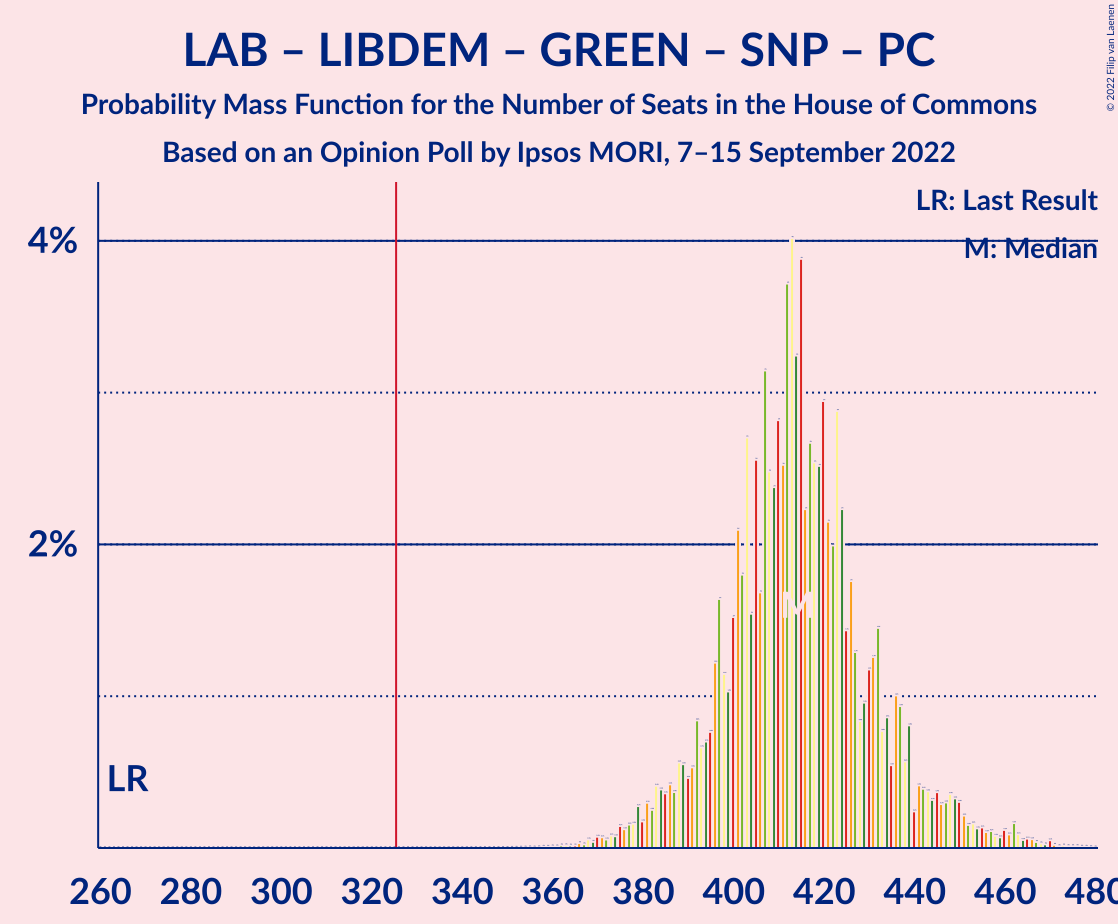 LAB – LIBDEM – GREEN – SNP – PC
Probability Mass Function for the Number of Seats in the House of Commons
Based on an Opinion Poll by Ipsos MORI, 7–15 September 2022
© 2022 Filip van Laenen
LR: Last Result
M: Median
4%
2%
M
LR
260 280 300 320 340 360 380 400 420 440 460 480